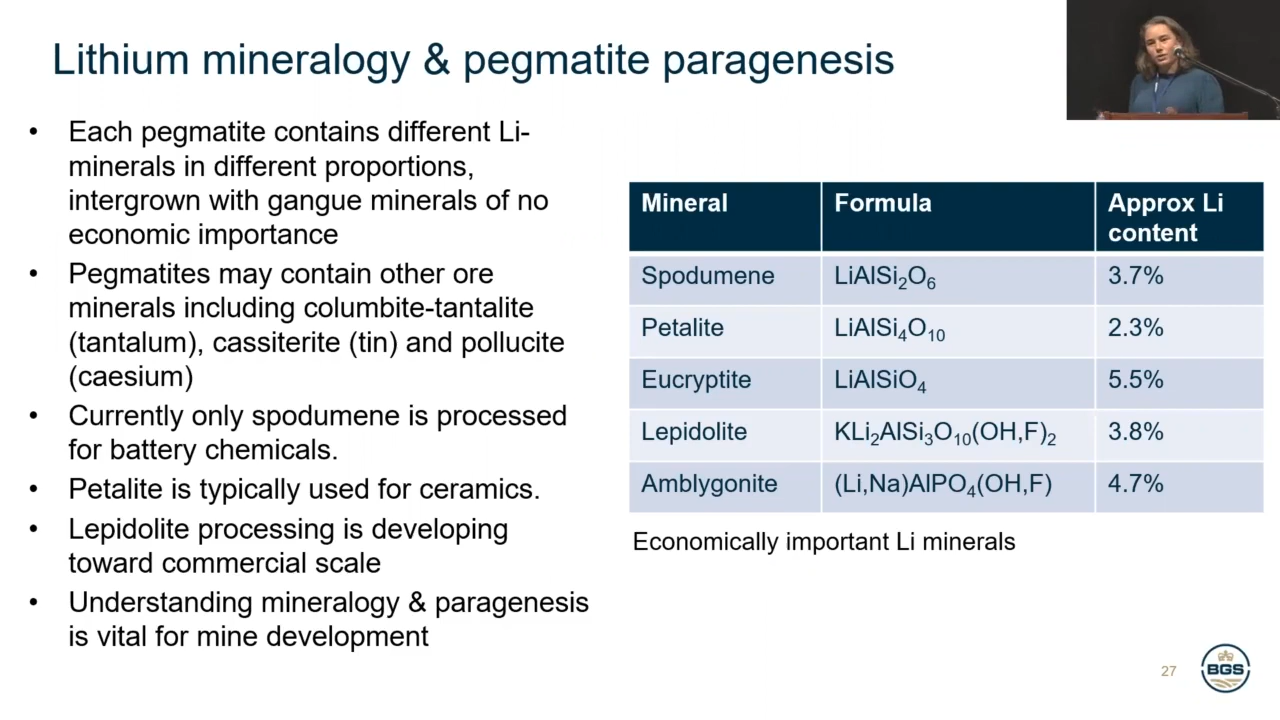 Lithium mineralogy & pegmatite paragenesis
• Each pegmatite contains different Li-
minerals in different proportions,
intergrown with gangue minerals of no
economic importance
• Pegmatites may contain other ore
minerals including columbite-tantalite
(tantalum), cassiterite (tin) and pollucite
(caesium)
• Currently only spodumene is processed
for battery chemicals.
• Petalite is typically used for ceramics.
• Lepidolite processing is developing
toward commercial scale
• Understanding mineralogy & paragenesis
is vital for mine development
Mineral Formula Approx Li
content
Spodumene LiAlSi₂O₆ 3.7%
Petalite LiAlSi₄O₁₀ 2.3%
Eucryptite LiAlSiO₄ 5.5%
Lepidolite KLi₂AlSi₃O₁₀(OH,F)₂ 3.8%
Amblygonite (Li,Na)AlPO₄(OH,F) 4.7%
Economically important Li minerals
27
BGS